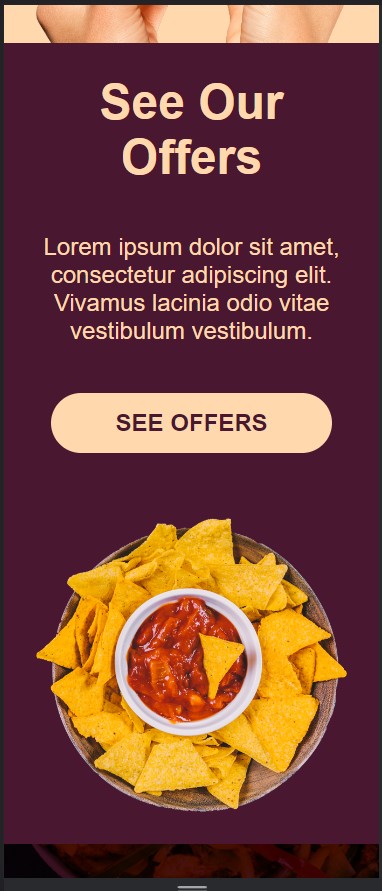 See Our
Offers
Lorem ipsum dolor sit amet,
consectetur adipiscing elit.
Vivamus lacinia odio vitae
vestibulum vestibulum.
SEE OFFERS